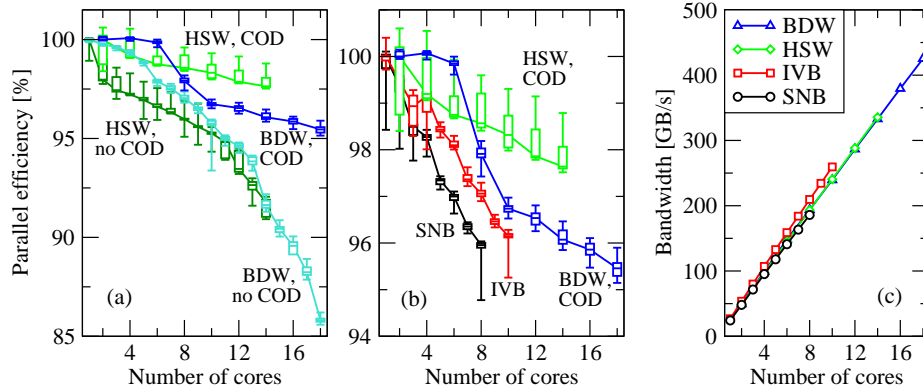 Parallel efficiency [%]
100
95
90
85
4
8
12
16
Number of cores
HSW, COD
HSW,
no COD
BDW,
COD
BDW,
no COD
(a)
100
98
96
94
4
8
12
16
Number of cores
HSW,
COD
SNB
IVB
BDW,
COD
(b)
Bandwidth [GB/s]
500
400
300
200
100
0
4
8
12
16
Number of cores
BDW
HSW
IVB
SNB
(c)